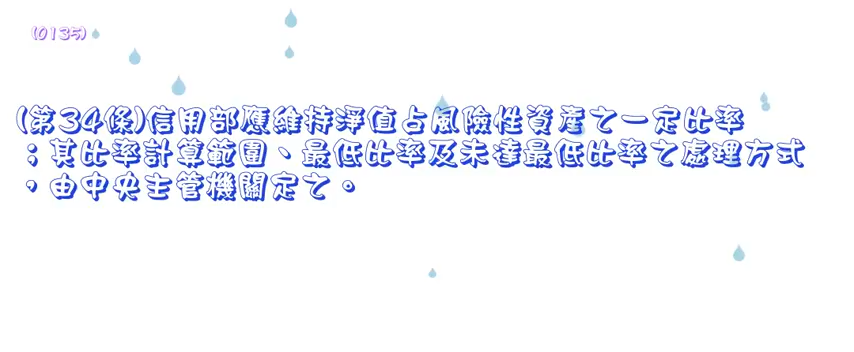 (0135)
(第34條)信用部應維持淨值占風險性資產之一定比率
；其比率計算範圍、最低比率及未達最低比率之處理方式
，由中央主管機關定之。